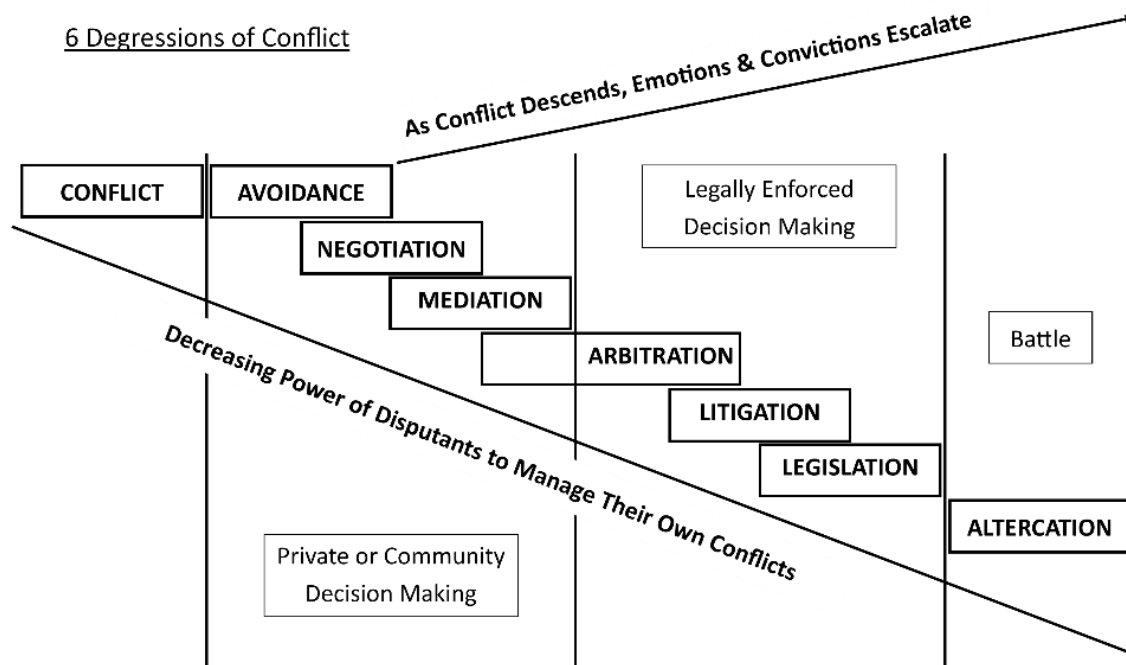 6 Degressions of Conflict
As Conflict Descends, Emotions & Convictions Escalate
CONFLICT
AVOIDANCE
Legally Enforced
Decision Making
NEGOTIATION
MEDIATION
ARBITRATION
Battle
LITIGATION
LEGISLATION
ALTERCATION
Decreasing Power of Disputants to Manage Their Own Conflicts
Private or Community
Decision Making